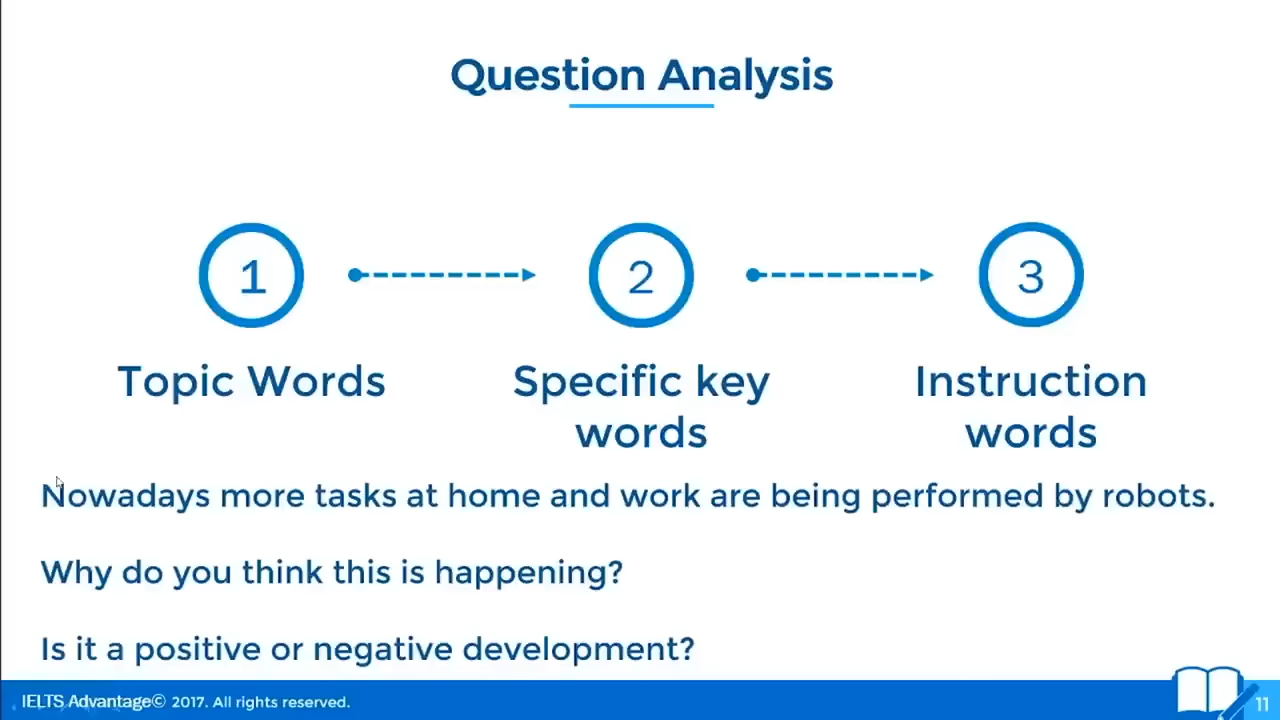 Question Analysis
1
2
3
Topic Words
Specific key
words
Instruction
words
Nowadays more tasks at home and work are being performed by robots.
Why do you think this is happening?
Is it a positive or negative development?
IELTS Advantage© 2017. All rights reserved.
11